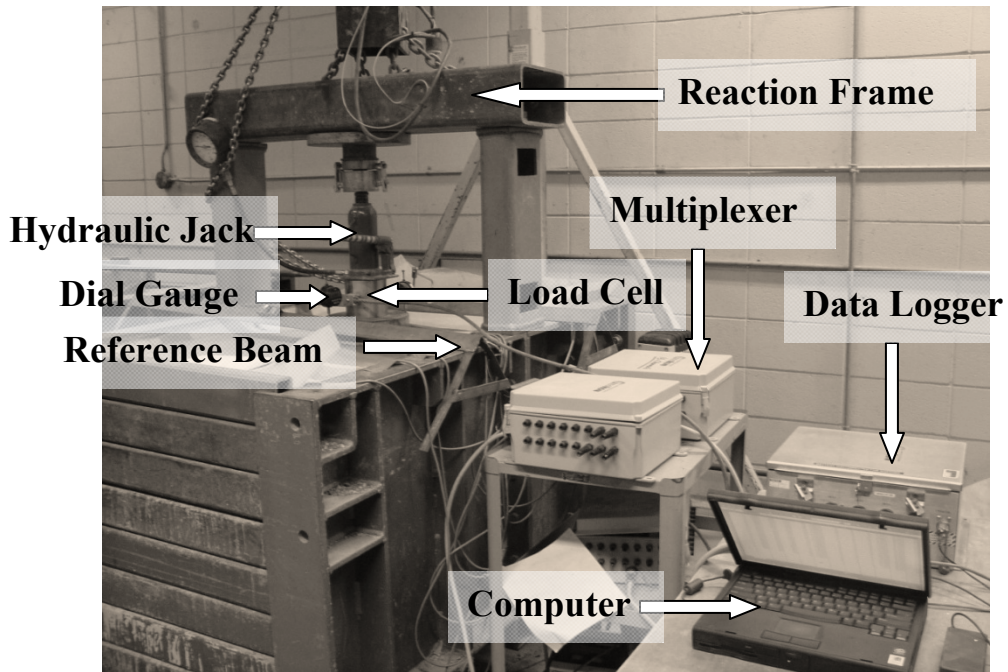 Reaction Frame
Multiplexer
Hydraulic Jack
Dial Gauge
Load Cell
Data Logger
Reference Beam
Computer